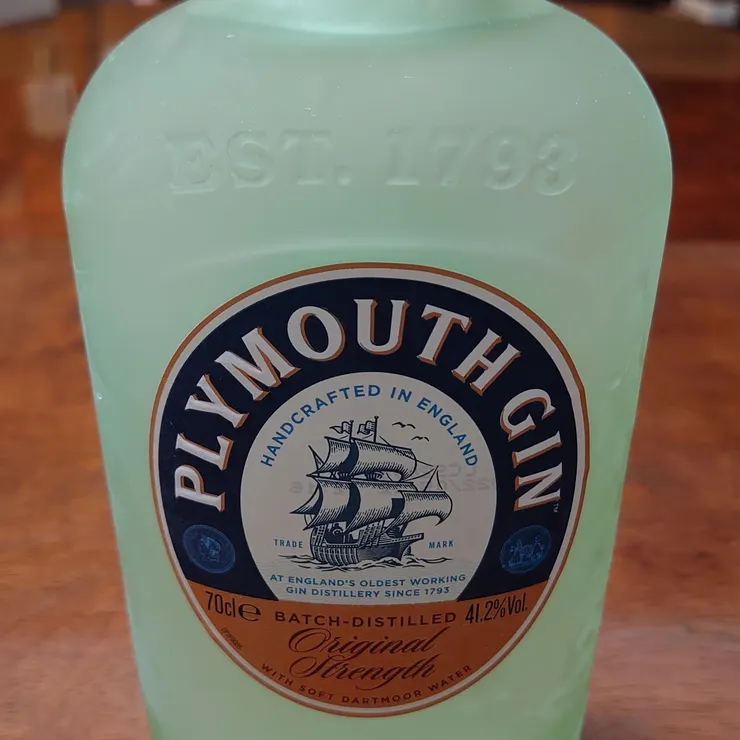 EST. 1793
PLYMOUTH GIN™
HANDCRAFTED IN ENGLAND
TRADE MARK
AT ENGLAND'S OLDEST WORKING
GIN DISTILLERY SINCE 1793
70cl e BATCH-DISTILLED 41.2%Vol.
Original
Strength
WITH SOFT DARTMOOR WATER